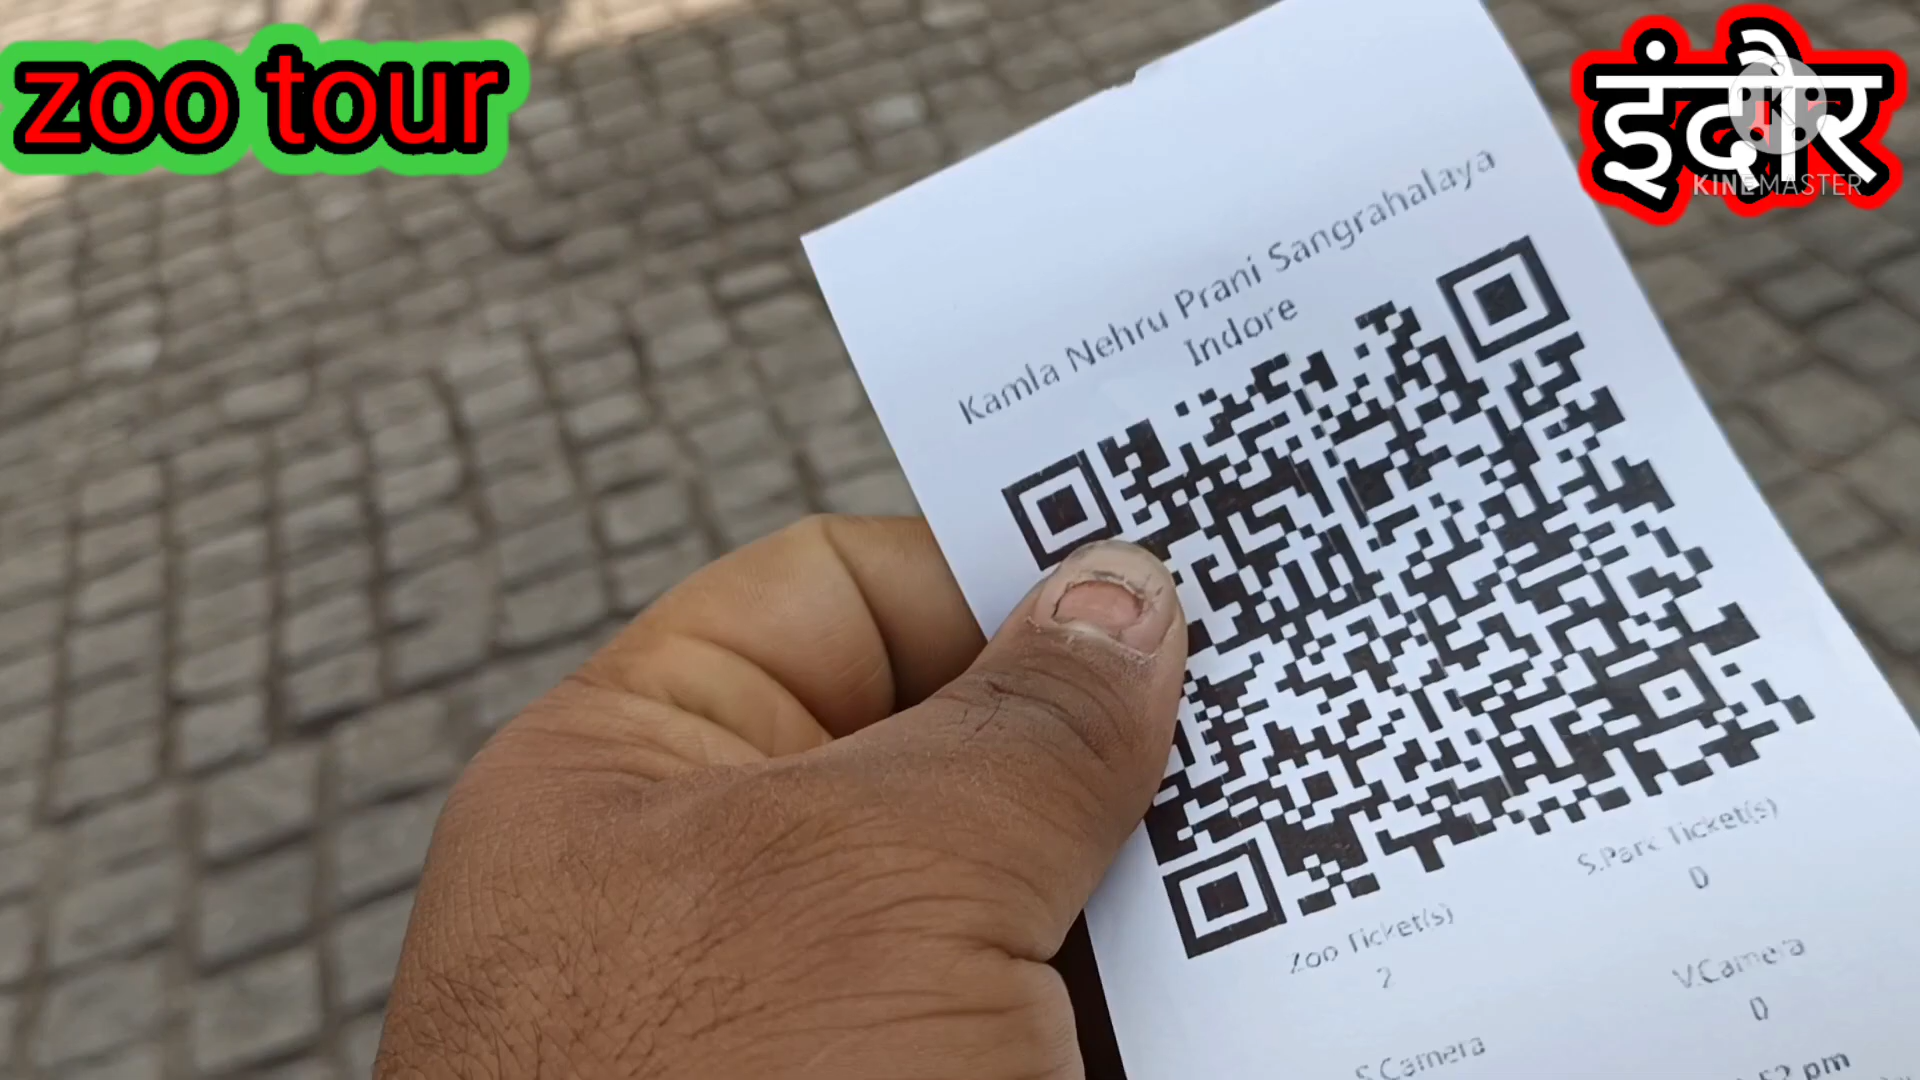 zoo tour
इंदौर
KINEMASTER
Kamla Nehru Prani Sangrahalaya
Indore
S.Park Ticket(s)
0
Zoo Ticket(s)
2
V.Camera
0
S.Camera
pm